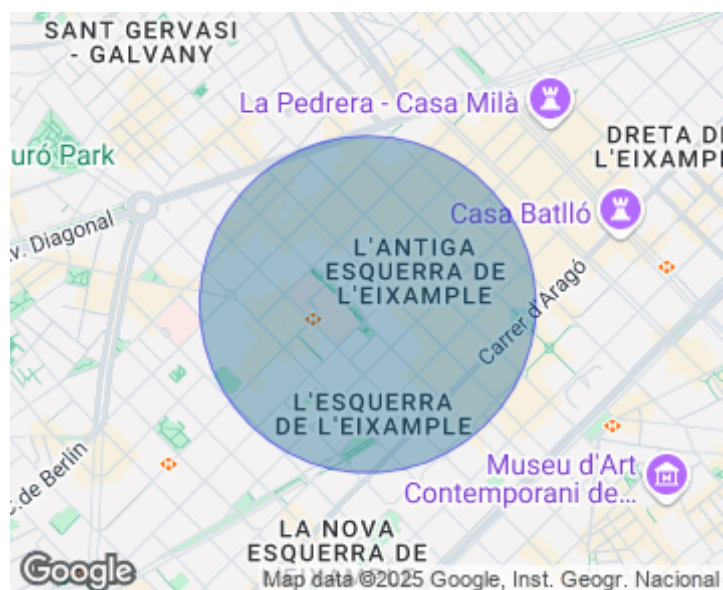 SANT GERVASI
- GALVANY
La Pedrera - Casa Milà
DRETA DE
L'EIXAMPL
uró Park
Casa Batlló
v. Diagonal
L'ANTIGA
ESQUERRA DE
L'EIXAMPLE
Carrer d'Aragó
L'ESQUERRA
DE L'EIXAMPLE
C. de Berlín
Museu d'Art
Contemporani de...
LA NOVA
ESQUERRA DE
Google
Map data ©2025 Google, Inst. Geogr. Nacional